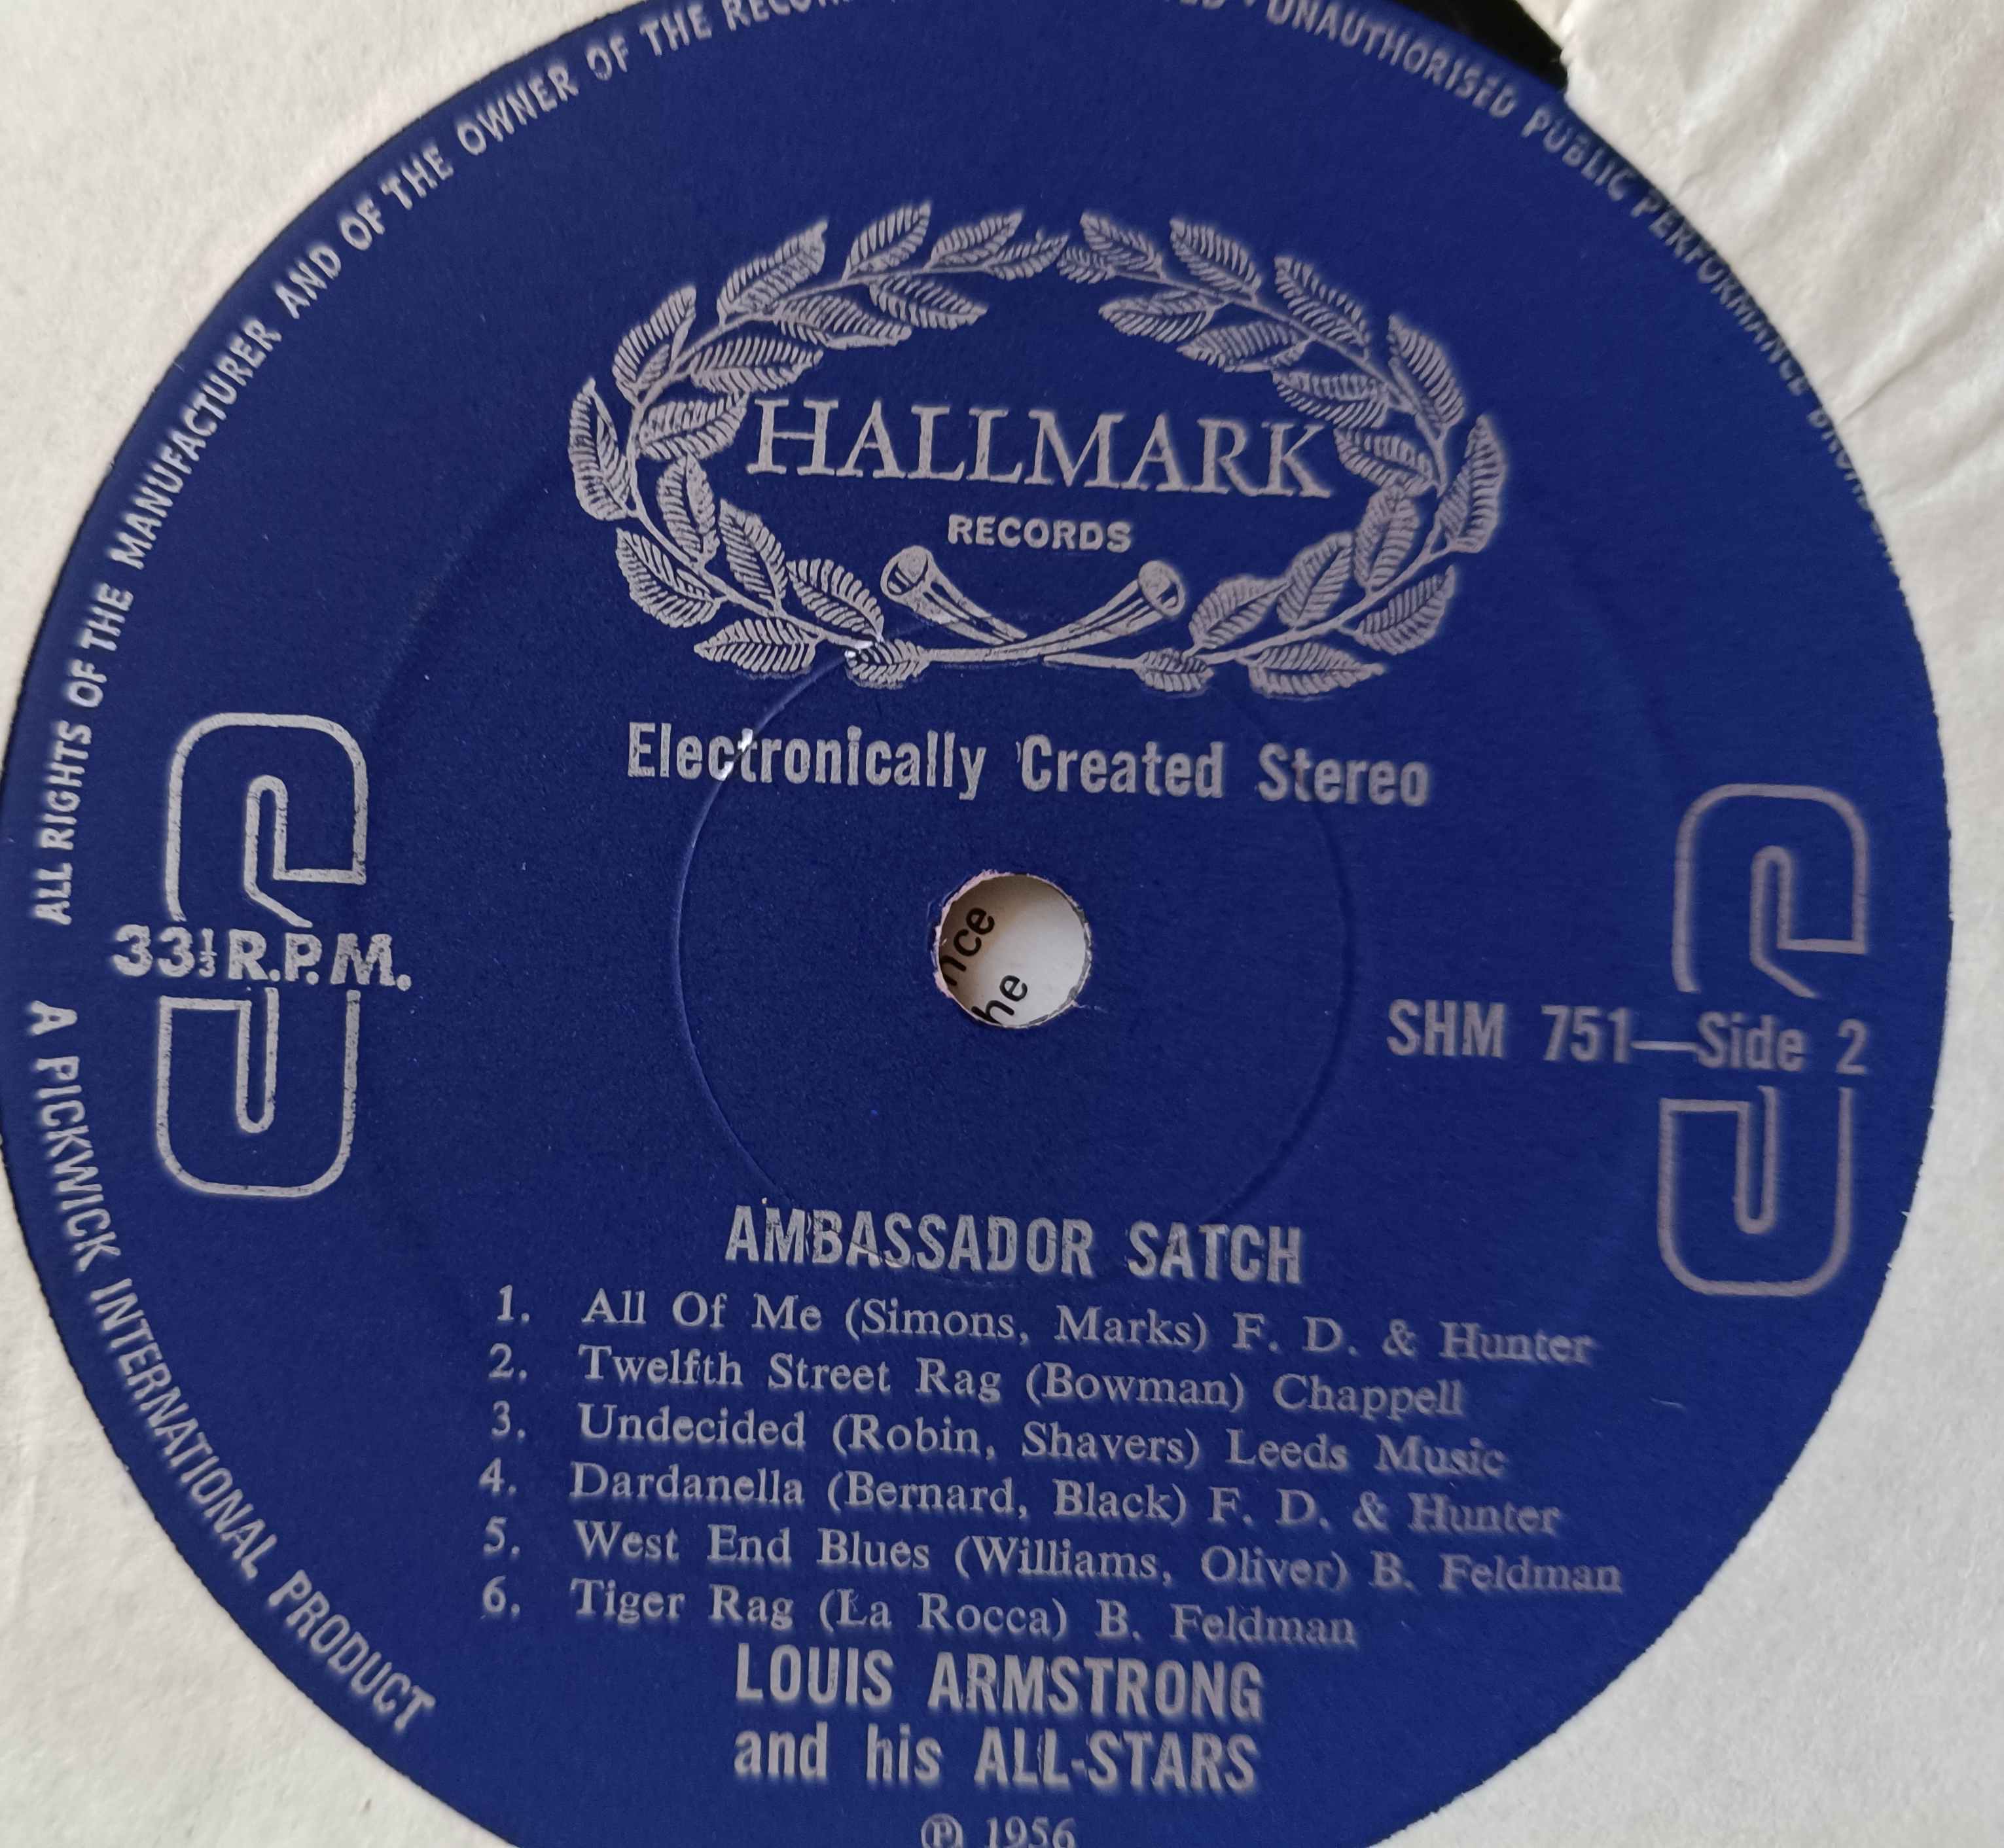 ALL RIGHTS OF THE MANUFACTURER AND OF THE OWNER OF THE
UNAUTHORISED PUBLIC PERFORMANCE
HALLMARK
RECORDS
Electronically Created Stereo
33⅓ R.P.M.
SHM 751—Side 2
AMBASSADOR SATCH
1. All Of Me (Simons, Marks) F. D. & Hunter
2. Twelfth Street Rag (Bowman) Chappell
3. Undecided (Robin, Shavers) Leeds Music
4. Dardanella (Bernard, Black) F. D. & Hunter
5. West End Blues (Williams, Oliver) B. Feldman
6. Tiger Rag (La Rocca) B. Feldman
LOUIS ARMSTRONG
and his ALL-STARS
℗ 1956
A PICKWICK INTERNATIONAL PRODUCT